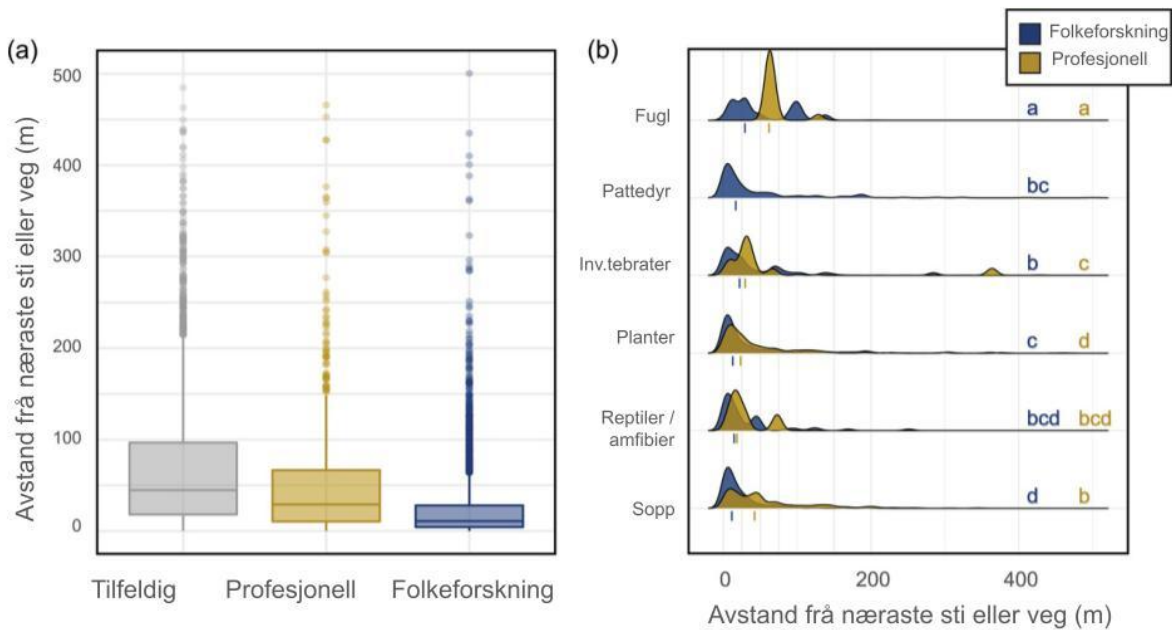 (a)
Avstand frå næraste sti eller veg (m)
500
400
300
200
100
0
Tilfeldig
Profesjonell
Folkeforskning
(b)
Folkeforskning
Profesjonell
Fugl
a a
Pattedyr
bc
Inv.tebrater
b c
Planter
c d
Reptiler /
amfibier
bcd bcd
Sopp
d b
0 200 400
Avstand frå næraste sti eller veg (m)